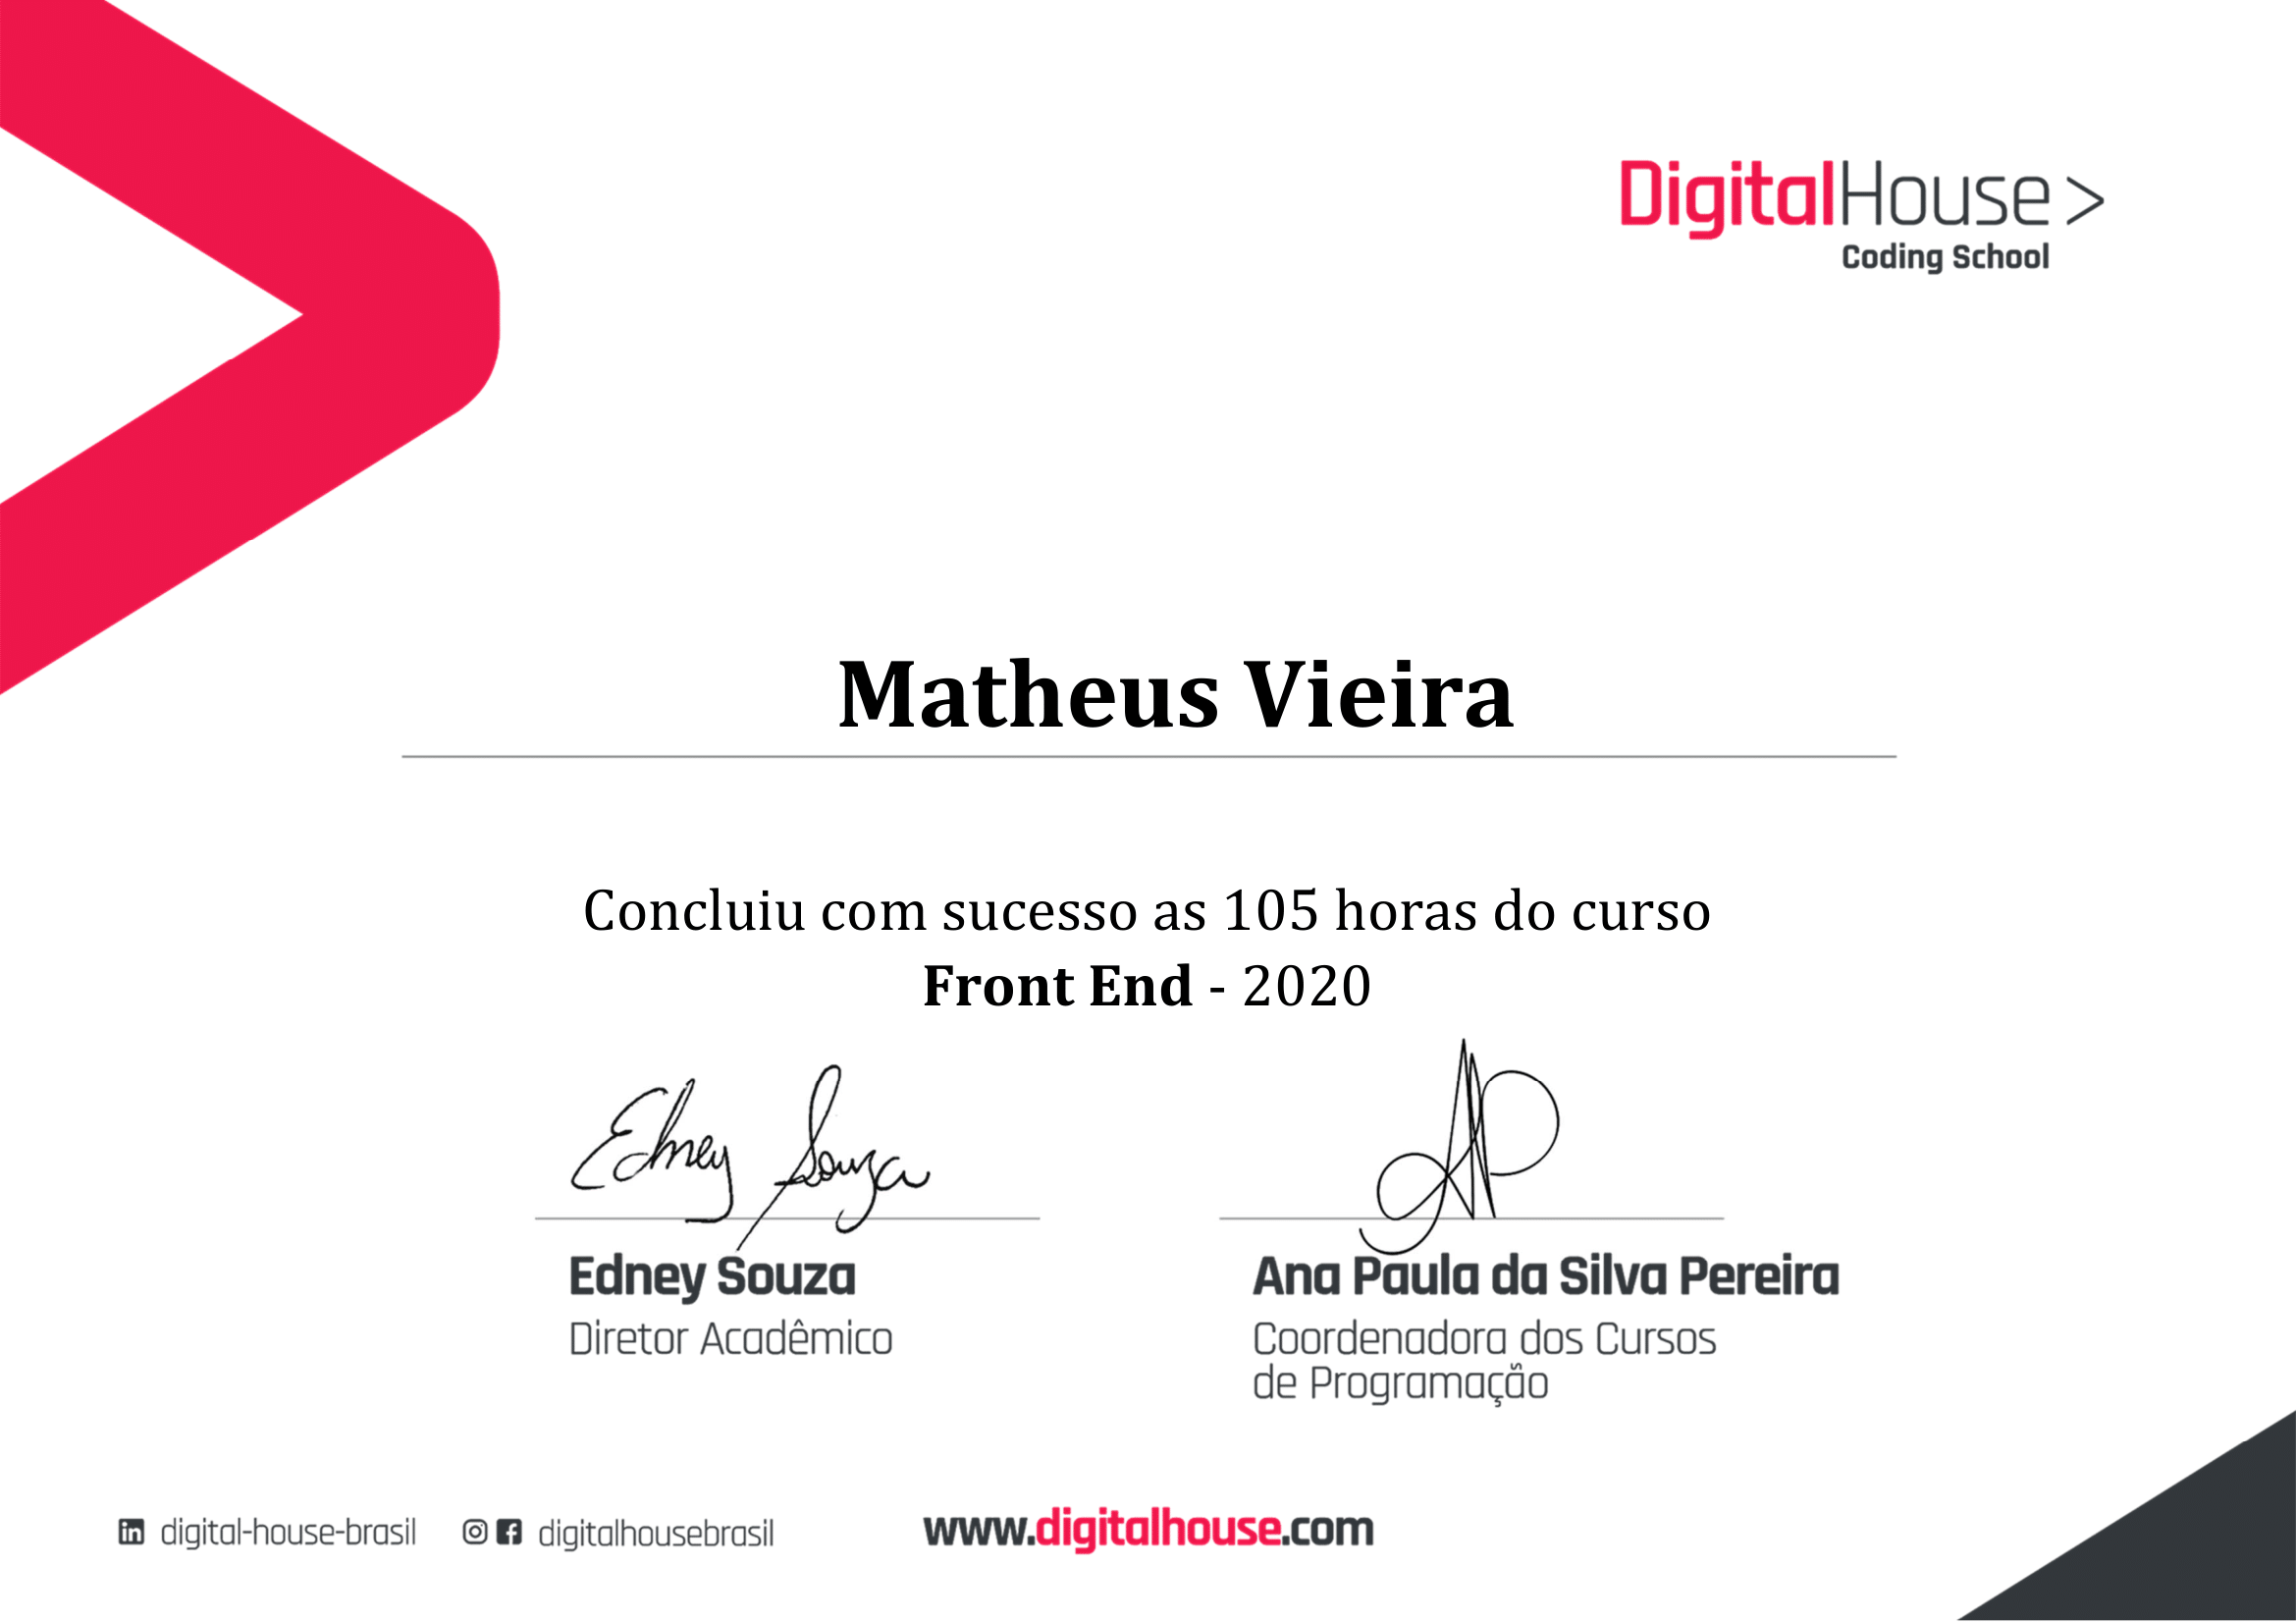 DigitalHouse >
Coding School
Matheus Vieira
Concluiu com sucesso as 105 horas do curso
Front End - 2020
Edney Souza
Edney Souza
Diretor Acadêmico
AP
Ana Paula da Silva Pereira
Coordenadora dos Cursos
de Programação
in digital-house-brasil
f digitalhousebrasil
www.digitalhouse.com